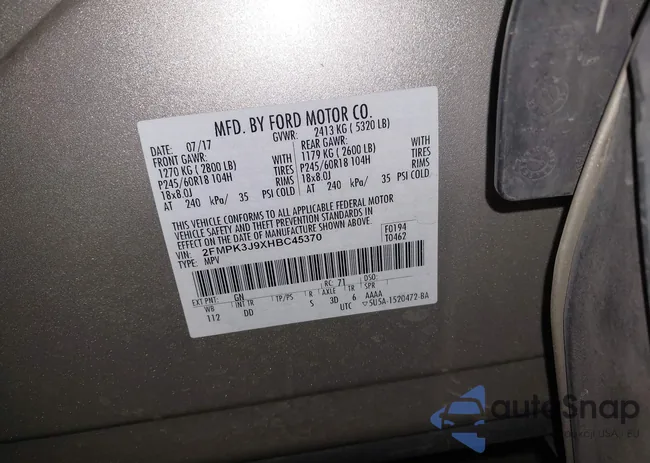 MFD. BY FORD MOTOR CO.
DATE: 07/17 GVWR: 2413 KG (5320 LB)
FRONT GAWR: REAR GAWR:
1270 KG (2800 LB) WITH 1179 KG (2600 LB) WITH
P245/60R18 104H TIRES P245/60R18 104H TIRES
18x8.0J RIMS 18x8.0J RIMS
AT 240 kPa/ 35 PSI COLD AT 240 kPa/ 35 PSI COLD
THIS VEHICLE CONFORMS TO ALL APPLICABLE FEDERAL MOTOR
VEHICLE SAFETY AND THEFT PREVENTION STANDARDS IN
EFFECT ON THE DATE OF MANUFACTURE SHOWN ABOVE.
VIN: 2FMPK3J9XHBC45370 F0194
TYPE: MPV T0462
EXT PNT: GN RC: 71 DSO:
WB INT TR TP/PS R AXLE TR SPR
112 DD S 3D 6 AAAA
UTC 5U5A-1520472-BA
autoSnap